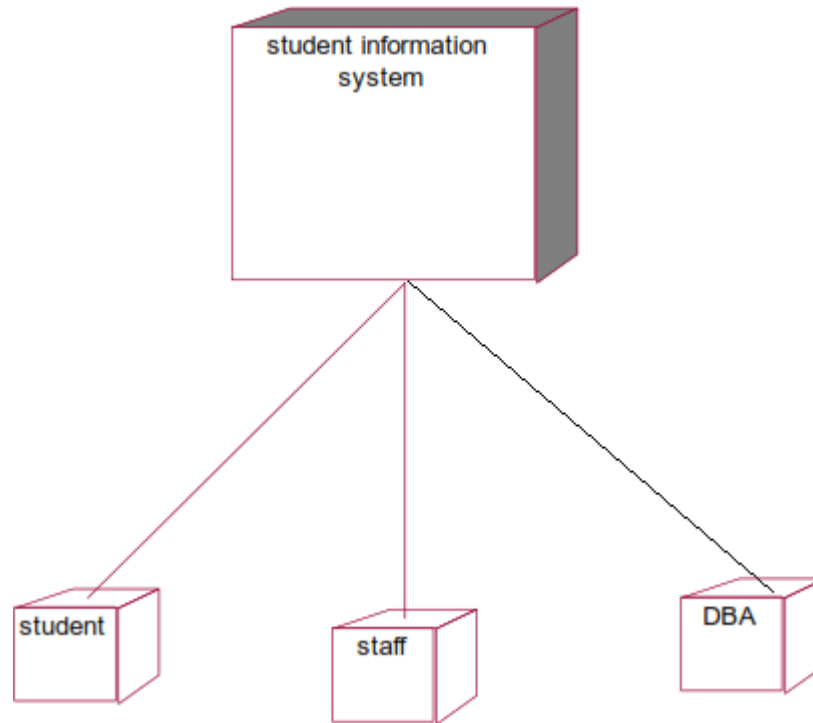 student information
system
student
staff
DBA